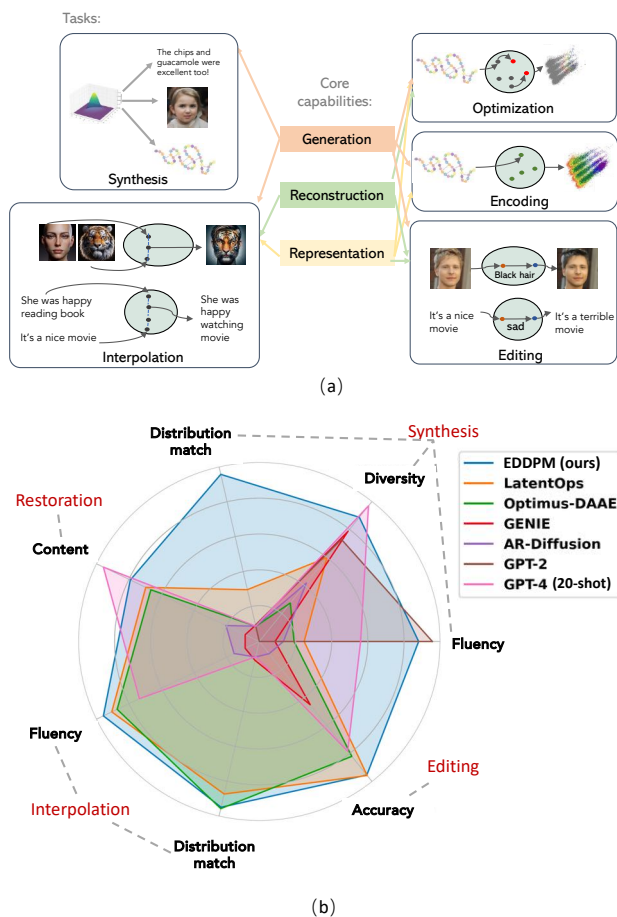 Tasks:
The chips and
guacamole were
excellent too!
Synthesis
Core
capabilities:
Generation
Reconstruction
Representation
Optimization
Encoding
Black hair
It's a nice
movie
sad
It's a terrible
movie
Editing
She was happy
reading book
It's a nice movie
She was
happy
watching
movie
Interpolation
(a)
Distribution
match
Synthesis
Diversity
EDDPM (ours)
LatentOps
Optimus-DAAE
GENIE
AR-Diffusion
GPT-2
GPT-4 (20-shot)
Restoration
Content
Fluency
Fluency
Interpolation
Distribution
match
Editing
Accuracy
(b)